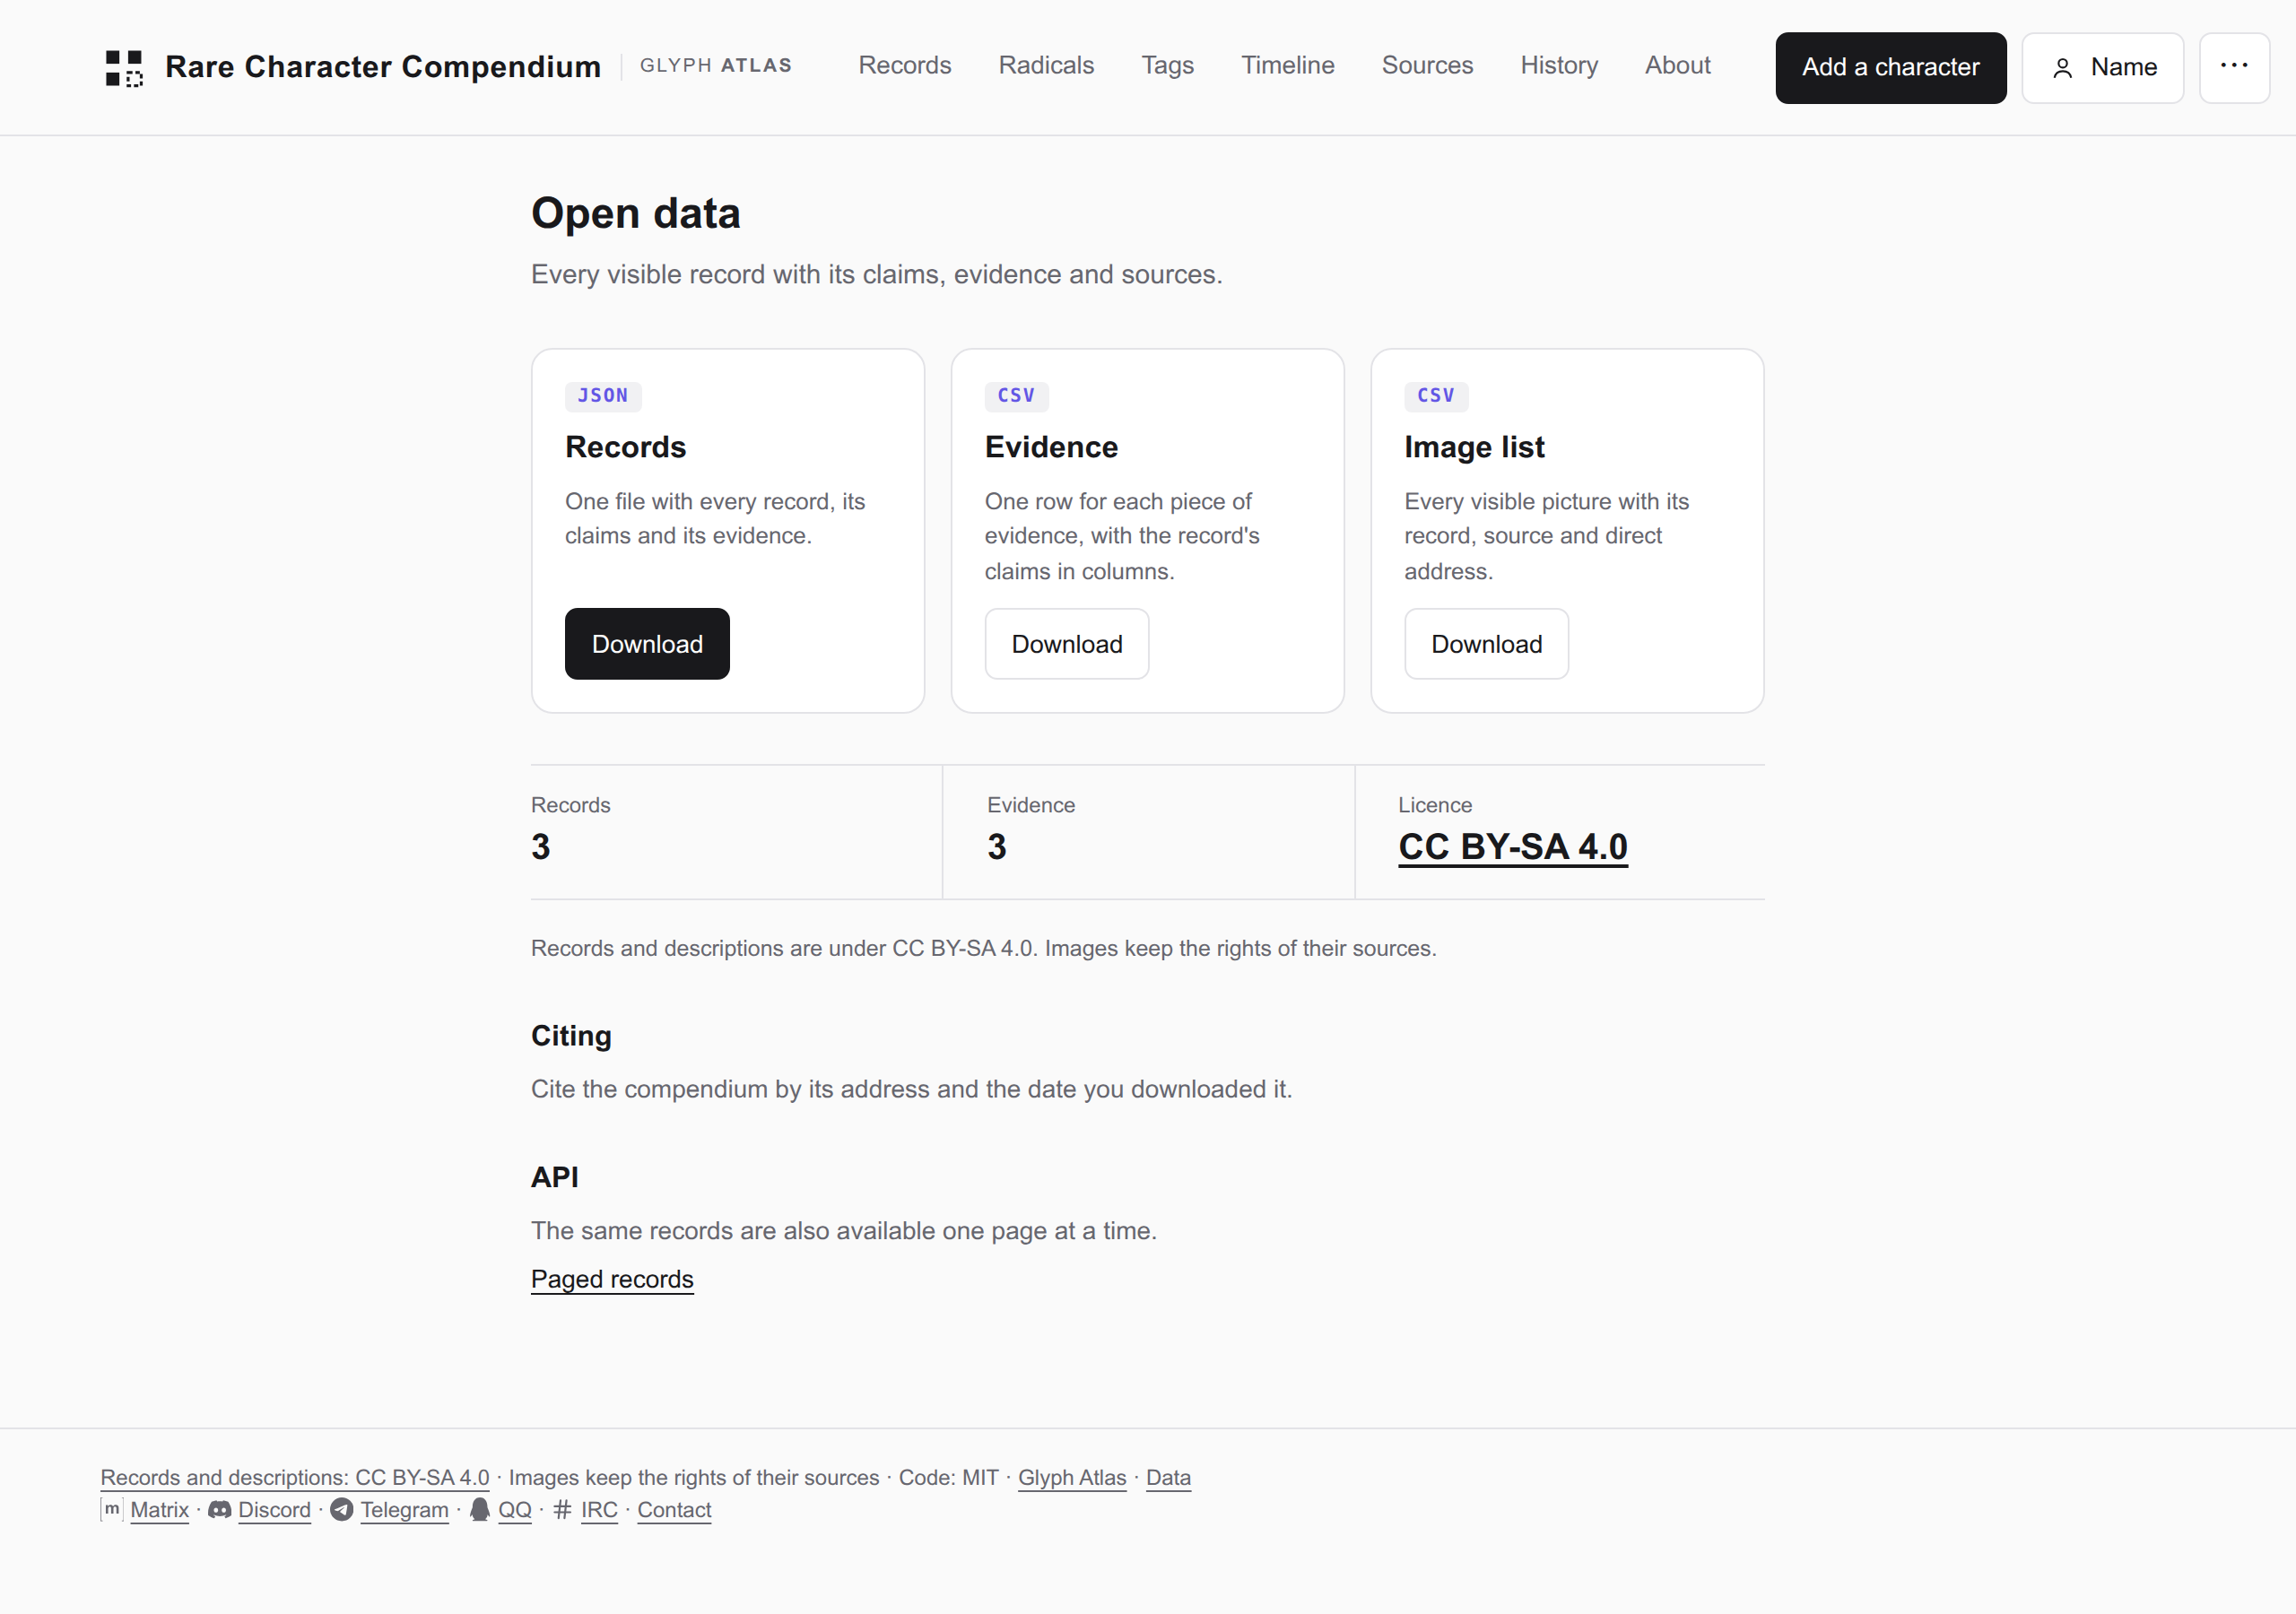 Rare Character Compendium
GLYPH ATLAS
Records
Radicals
Tags
Timeline
Sources
History
About
Add a character
Name
Open data
Every visible record with its claims, evidence and sources.
JSON
Records
One file with every record, its
claims and its evidence.
Download
CSV
Evidence
One row for each piece of
evidence, with the record's
claims in columns.
Download
CSV
Image list
Every visible picture with its
record, source and direct
address.
Download
Records
3
Evidence
3
Licence
CC BY-SA 4.0
Records and descriptions are under CC BY-SA 4.0. Images keep the rights of their sources.
Citing
Cite the compendium by its address and the date you downloaded it.
API
The same records are also available one page at a time.
Paged records
Records and descriptions: CC BY-SA 4.0 · Images keep the rights of their sources · Code: MIT · Glyph Atlas · Data
[m] Matrix · Discord · Telegram · QQ · # IRC · Contact